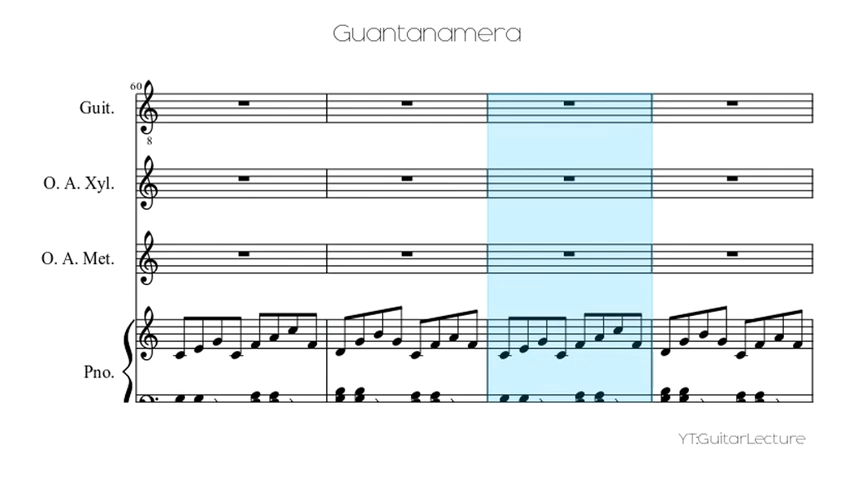 Guantanamera
60
Guit.
8
O. A. Xyl.
O. A. Met.
Pno.
YT:GuitarLecture